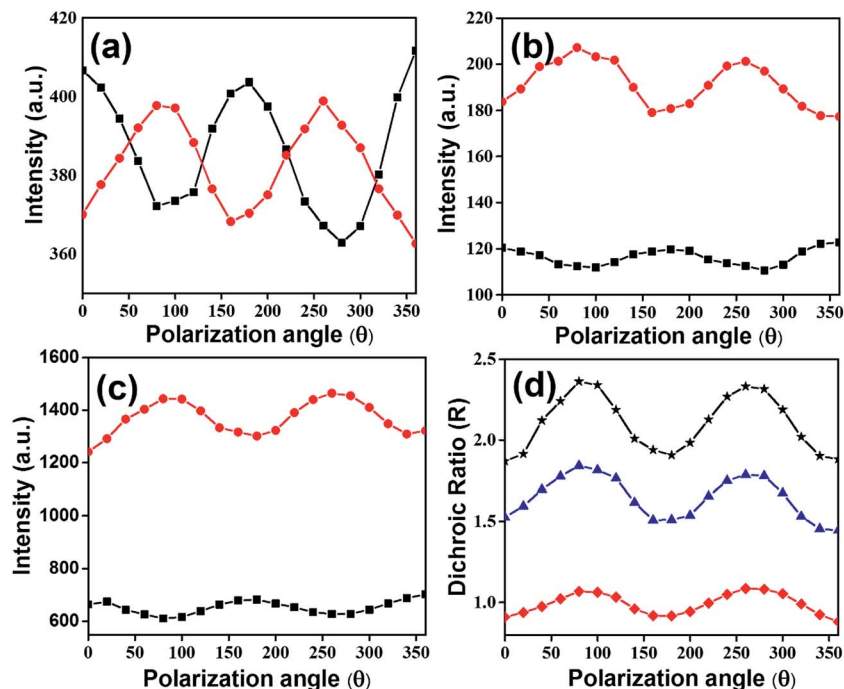 (a)
Intensity (a.u.)
420
400
380
360
0 50 100 150 200 250 300 350
Polarization angle (θ)
(b)
Intensity (a.u.)
220
200
180
160
140
120
100
0 50 100 150 200 250 300 350
Polarization angle (θ)
(c)
Intensity (a.u.)
1600
1400
1200
1000
800
600
0 50 100 150 200 250 300 350
Polarization angle (θ)
(d)
Dichroic Ratio (R)
2.5
2.0
1.5
1.0
0 50 100 150 200 250 300 350
Polarization angle (θ)